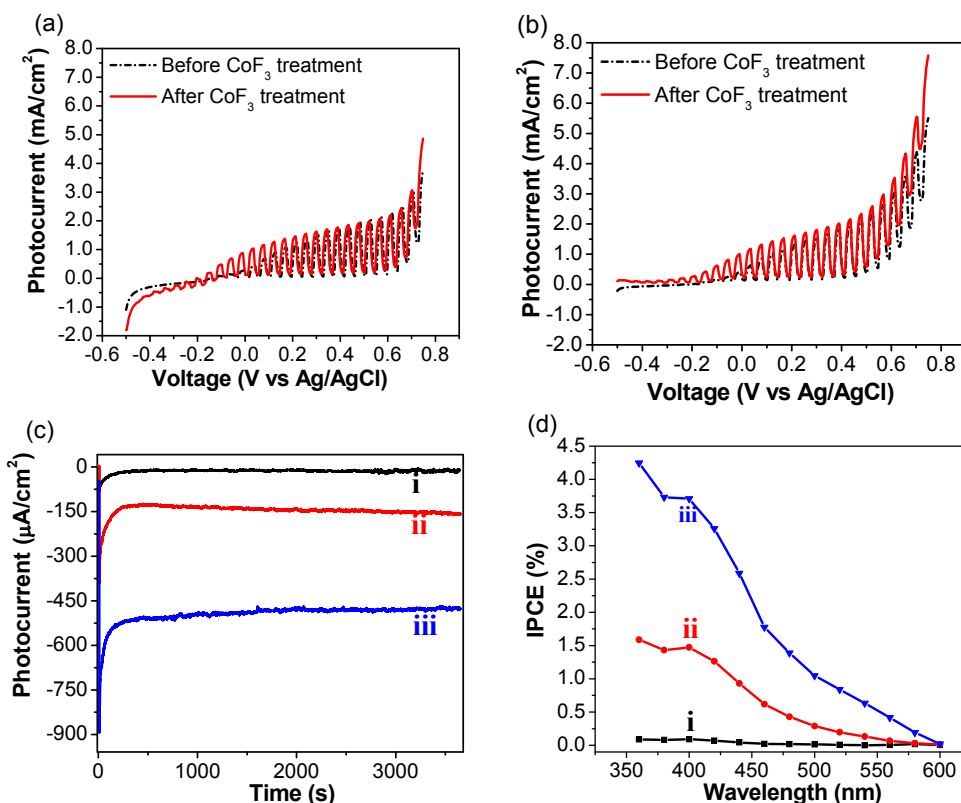 (a)
Before CoF₃ treatment
After CoF₃ treatment
Photocurrent (mA/cm²)
8.0
7.0
6.0
5.0
4.0
3.0
2.0
1.0
0.0
-1.0
-2.0
-0.6 -0.4 -0.2 0.0 0.2 0.4 0.6 0.8
Voltage (V vs Ag/AgCl)
(b)
Before CoF₃ treatment
After CoF₃ treatment
Photocurrent (mA/cm²)
8.0
7.0
6.0
5.0
4.0
3.0
2.0
1.0
0.0
-1.0
-2.0
-0.6 -0.4 -0.2 0.0 0.2 0.4 0.6 0.8
Voltage (V vs Ag/AgCl)
(c)
Photocurrent (µA/cm²)
0
-150
-300
-450
-600
-750
-900
i
ii
iii
0 1000 2000 3000
Time (s)
(d)
IPCE (%)
4.5
4.0
3.5
3.0
2.5
2.0
1.5
1.0
0.5
0.0
iii
ii
i
350 400 450 500 550 600
Wavelength (nm)